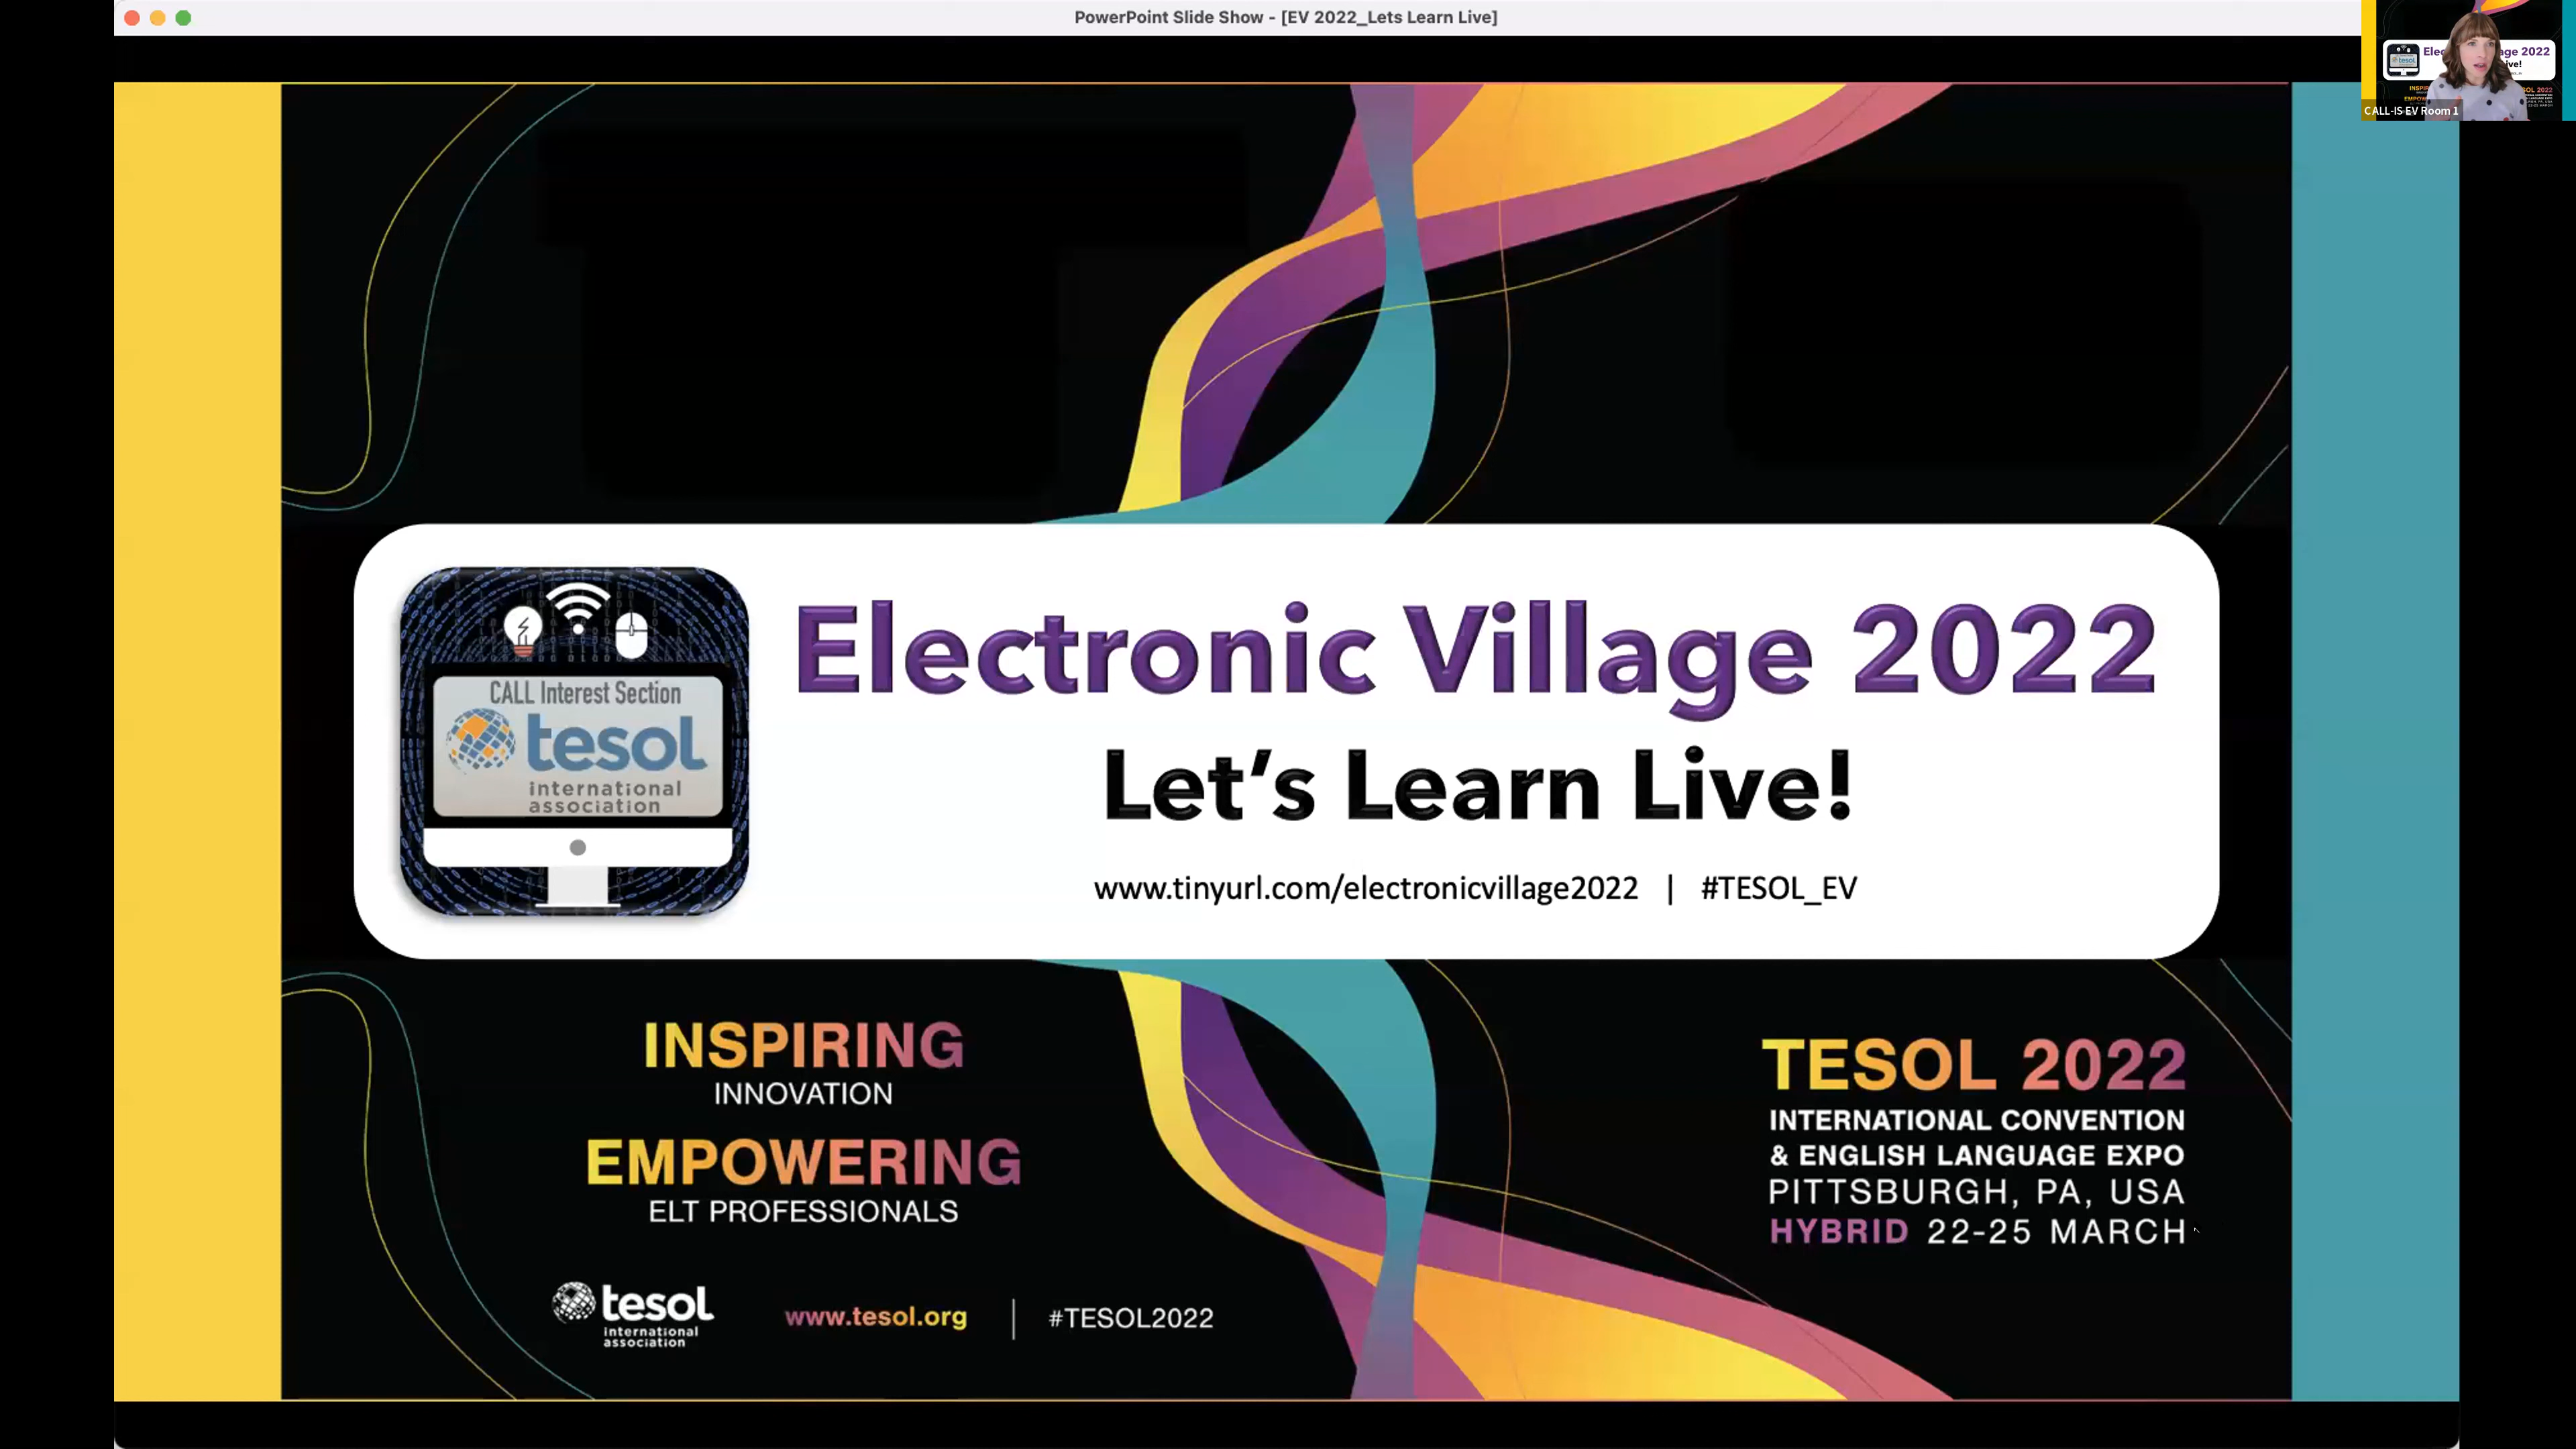 PowerPoint Slide Show - [EV 2022_Lets Learn Live]
CALL-IS EV Room 1
CALL Interest Section
tesol
international
association
Electronic Village 2022
Let's Learn Live!
www.tinyurl.com/electronicvillage2022 | #TESOL_EV
INSPIRING
INNOVATION
EMPOWERING
ELT PROFESSIONALS
tesol
international
association
www.tesol.org | #TESOL2022
TESOL 2022
INTERNATIONAL CONVENTION
& ENGLISH LANGUAGE EXPO
PITTSBURGH, PA, USA
HYBRID 22-25 MARCH